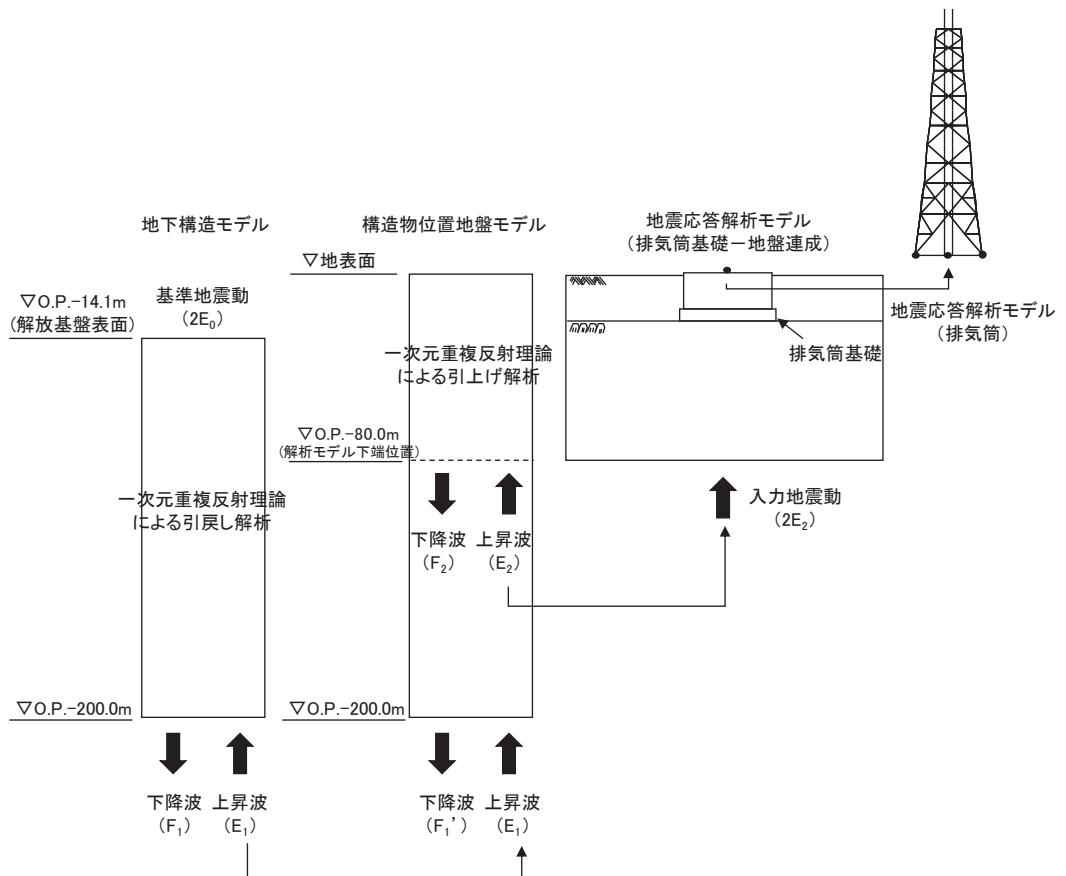 地下構造モデル
▽O.P.-14.1m
(解放基盤表面)
基準地震動
(2E₀)
一次元重複反射理論
による引戻し解析
▽O.P.-200.0m
下降波 上昇波
(F₁) (E₁)
構造物位置地盤モデル
▽地表面
一次元重複反射理論
による引上げ解析
▽O.P.-80.0m
(解析モデル下端位置)
下降波 上昇波
(F₂) (E₂)
▽O.P.-200.0m
下降波 上昇波
(F₁’) (E₁)
地震応答解析モデル
(排気筒基礎－地盤連成)
排気筒基礎
入力地震動
(2E₂)
地震応答解析モデル
(排気筒)